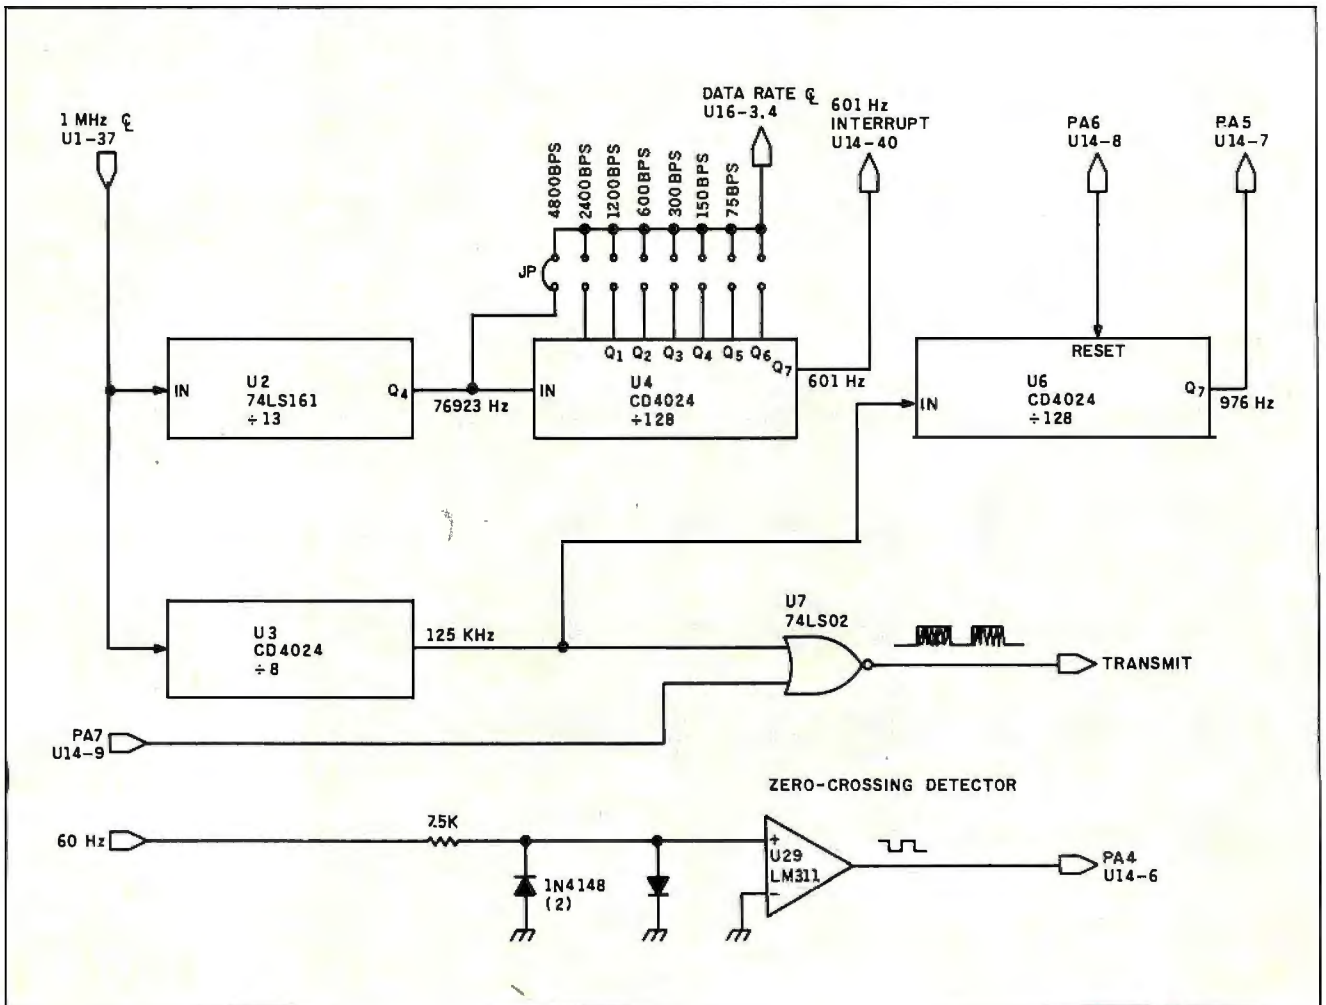 1 MHz ℄
U1-37
DATA RATE ℄
U16-3,4
601 Hz
INTERRUPT
U14-40
PA6
U14-8
PA5
U14-7
4800BPS
2400BPS
1200BPS
600BPS
300BPS
150BPS
75BPS
JP
IN
U2
74LS161
÷13
Q4
76923 Hz
IN
Q1 Q2 Q3 Q4 Q5 Q6
Q7
U4
CD4024
÷128
601 Hz
RESET
IN
U6
CD4024
÷128
Q7
976 Hz
U3
CD4024
÷8
125 KHz
U7
74LS02
TRANSMIT
PA7
U14-9
ZERO-CROSSING DETECTOR
60 Hz
7.5K
1N4148
(2)
+
U29
LM311
-
PA4
U14-6